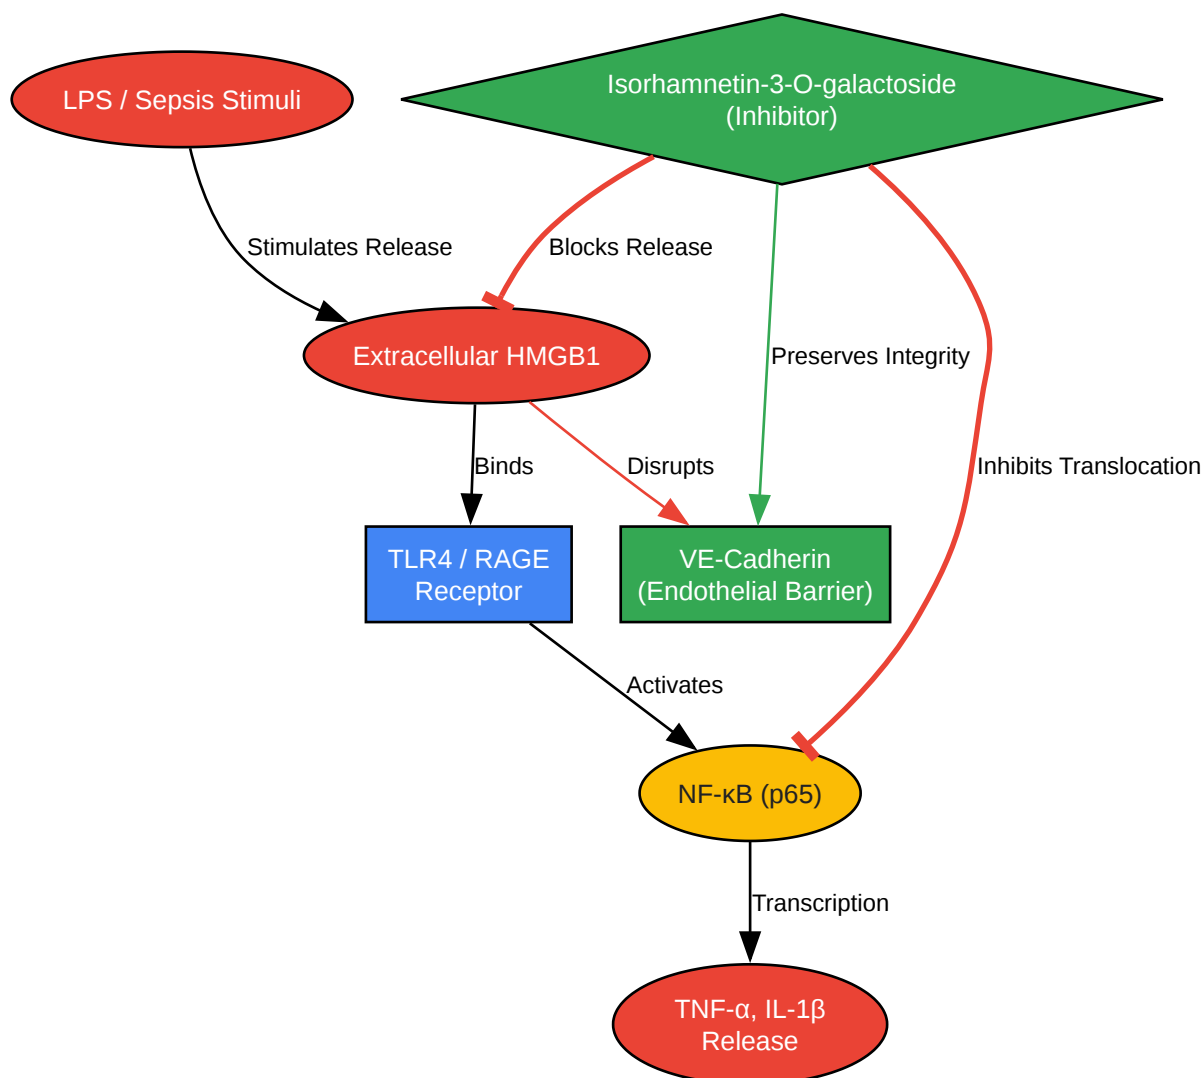 LPS / Sepsis Stimuli
Isorhamnetin-3-O-galactoside
(Inhibitor)
Stimulates Release
Blocks Release
Extracellular HMGB1
Preserves Integrity
Binds
Disrupts
Inhibits Translocation
TLR4 / RAGE
Receptor
VE-Cadherin
(Endothelial Barrier)
Activates
NF-κB (p65)
Transcription
TNF-α, IL-1β
Release